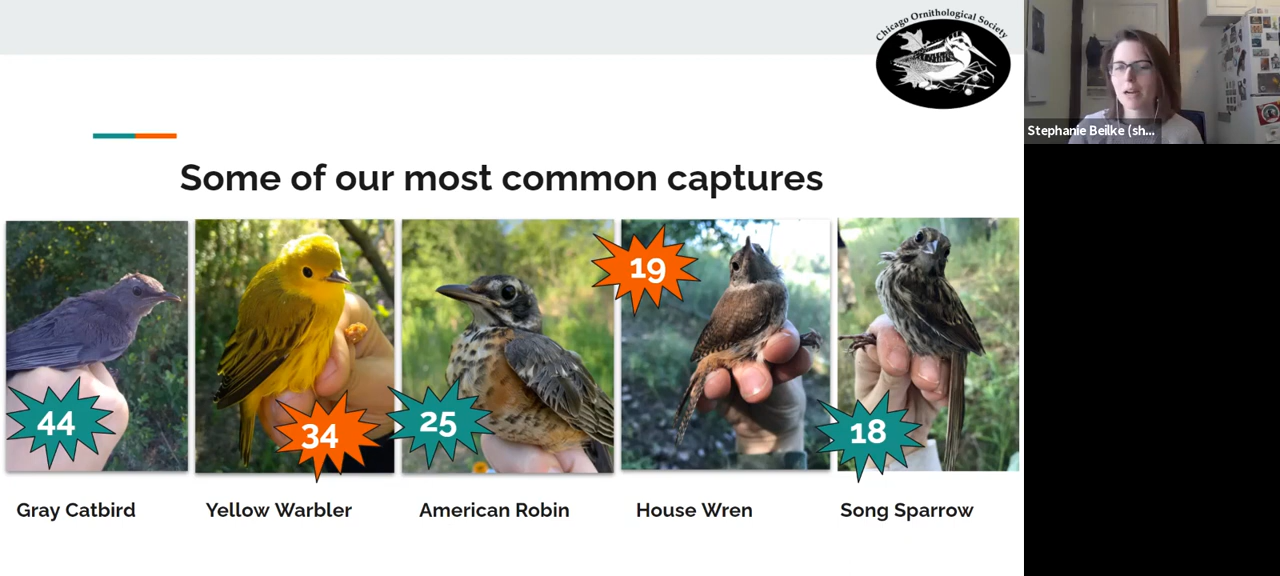 Chicago Ornithological Society
Stephanie Beilke (sh...
Some of our most common captures
44
34
25
19
18
Gray Catbird
Yellow Warbler
American Robin
House Wren
Song Sparrow